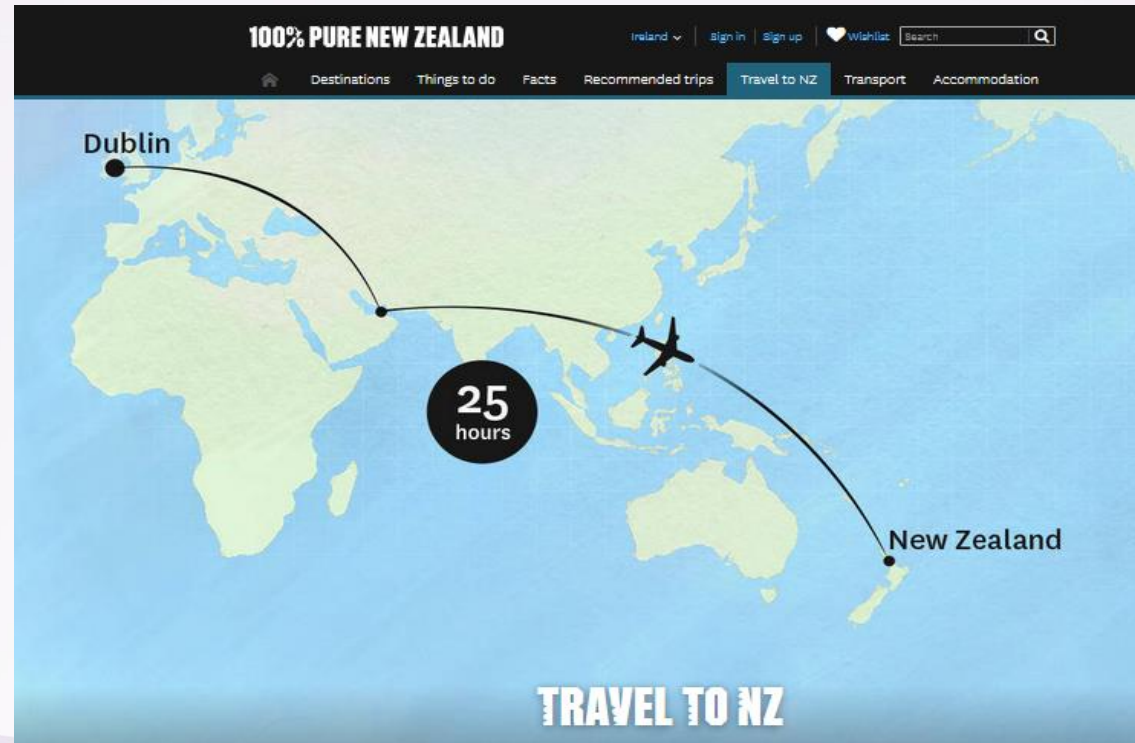 100% PURE NEW ZEALAND
Ireland
Sign in
Sign up
Wishlist
Search
Destinations
Things to do
Facts
Recommended trips
Travel to NZ
Transport
Accommodation
Dublin
25
hours
New Zealand
TRAVEL TO NZ